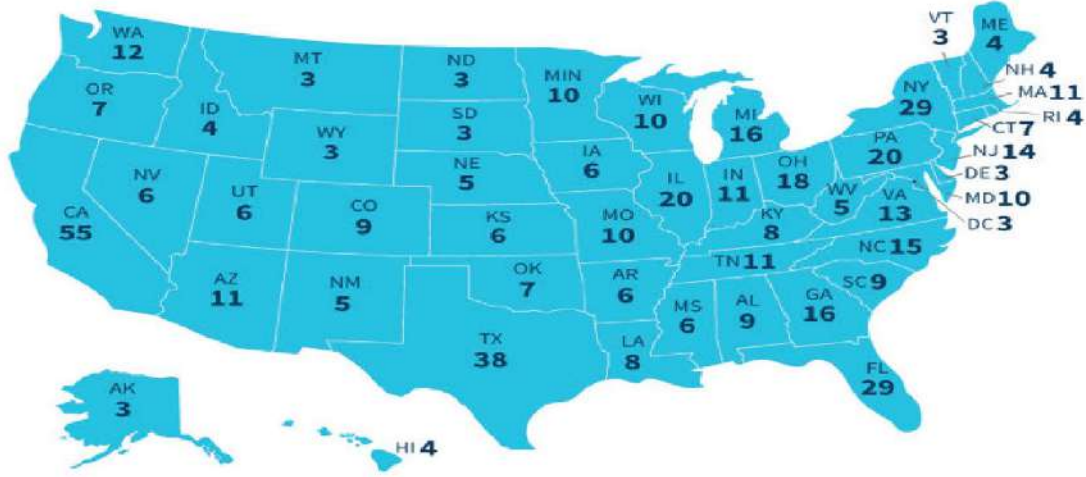 WA
12
MT
3
ND
3
MIN
10
VT
3
ME
4
OR
7
ID
4
WY
3
SD
3
WI
10
MI
16
NY
29
NH 4
MA 11
RI 4
CT 7
NJ 14
DE 3
MD 10
DC 3
NV
6
UT
6
CO
9
NE
5
IA
6
IL
20
IN
11
OH
18
PA
20
WV
5
VA
13
CA
55
KS
6
MO
10
KY
8
NC 15
TN 11
SC 9
AZ
11
NM
5
OK
7
AR
6
MS
6
AL
9
GA
16
TX
38
LA
8
FL
29
AK
3
HI 4